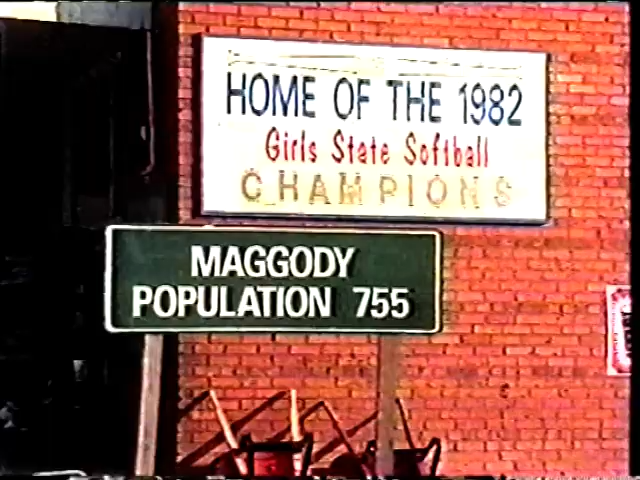 HOME OF THE 1982
Girls State Softball
CHAMPIONS
MAGGODY
POPULATION 755